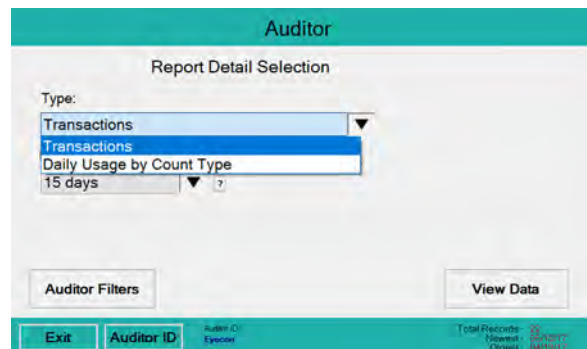 Auditor
Report Detail Selection
Type:
Transactions
Transactions
Daily Usage by Count Type
15 days
?
Auditor Filters
View Data
Exit
Auditor ID
Auditor ID:
Eyecon
Total Records:
Newest:
Oldest: